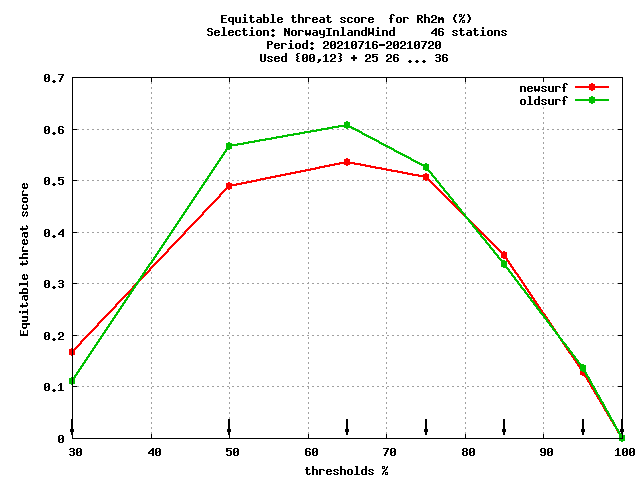 Equitable threat score  for Rh2m (%)
Selection: NorwayInlandWind     46 stations
Period: 20210716-20210720
Used {00,12} + 25 26 ... 36
newsurf
oldsurf
Equitable threat score
0.7
0.6
0.5
0.4
0.3
0.2
0.1
0
30 40 50 60 70 80 90 100
thresholds %